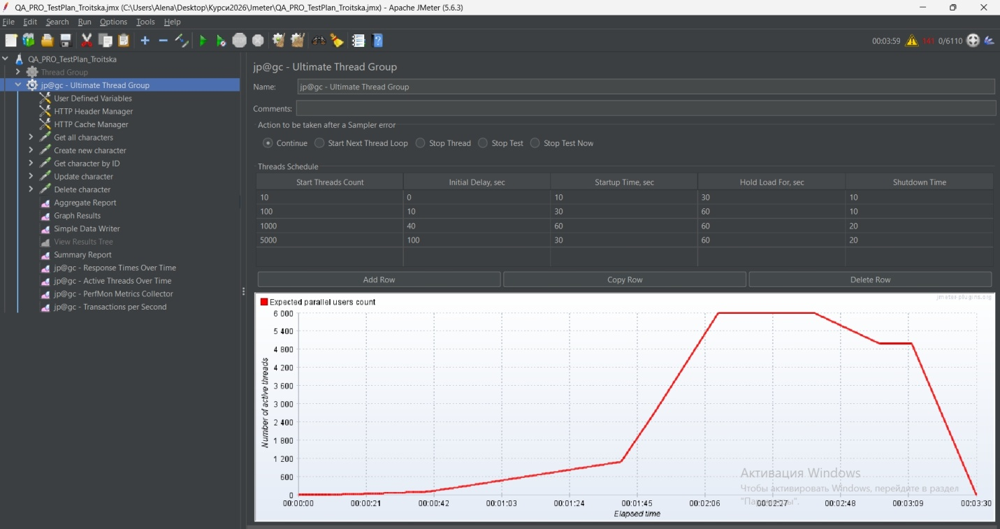 QA_PRO_TestPlan_Troitska.jmx (C:\Users\Alena\Desktop\Курси2026\Jmeter\QA_PRO_TestPlan_Troitska.jmx) - Apache JMeter (5.6.3)
File Edit Search Run Options Tools Help
00:03:59 141 0/6110
QA_PRO_TestPlan_Troitska
Thread Group
jp@gc - Ultimate Thread Group
User Defined Variables
HTTP Header Manager
HTTP Cache Manager
Get all characters
Create new character
Get character by ID
Update character
Delete character
Aggregate Report
Graph Results
Simple Data Writer
View Results Tree
Summary Report
jp@gc - Response Times Over Time
jp@gc - Active Threads Over Time
jp@gc - PerfMon Metrics Collector
jp@gc - Transactions per Second
jp@gc - Ultimate Thread Group
Name: jp@gc - Ultimate Thread Group
Comments:
Action to be taken after a Sampler error
Continue Start Next Thread Loop Stop Thread Stop Test Stop Test Now
Threads Schedule
Start Threads Count Initial Delay, sec Startup Time, sec Hold Load For, sec Shutdown Time
10 0 10 30 10
100 10 30 60 10
1000 40 60 60 20
5000 100 30 60 20
Add Row Copy Row Delete Row
Expected parallel users count
jmeter-plugins.org
6 000
5 400
4 800
4 200
3 600
3 000
2 400
1 800
1 200
600
0
Number of active threads
00:00:00 00:00:21 00:00:42 00:01:03 00:01:24 00:01:45 00:02:06 00:02:27 00:02:48 00:03:09 00:03:30
Elapsed time
Активация Windows
Чтобы активировать Windows, перейдите в раздел
"Параметры".